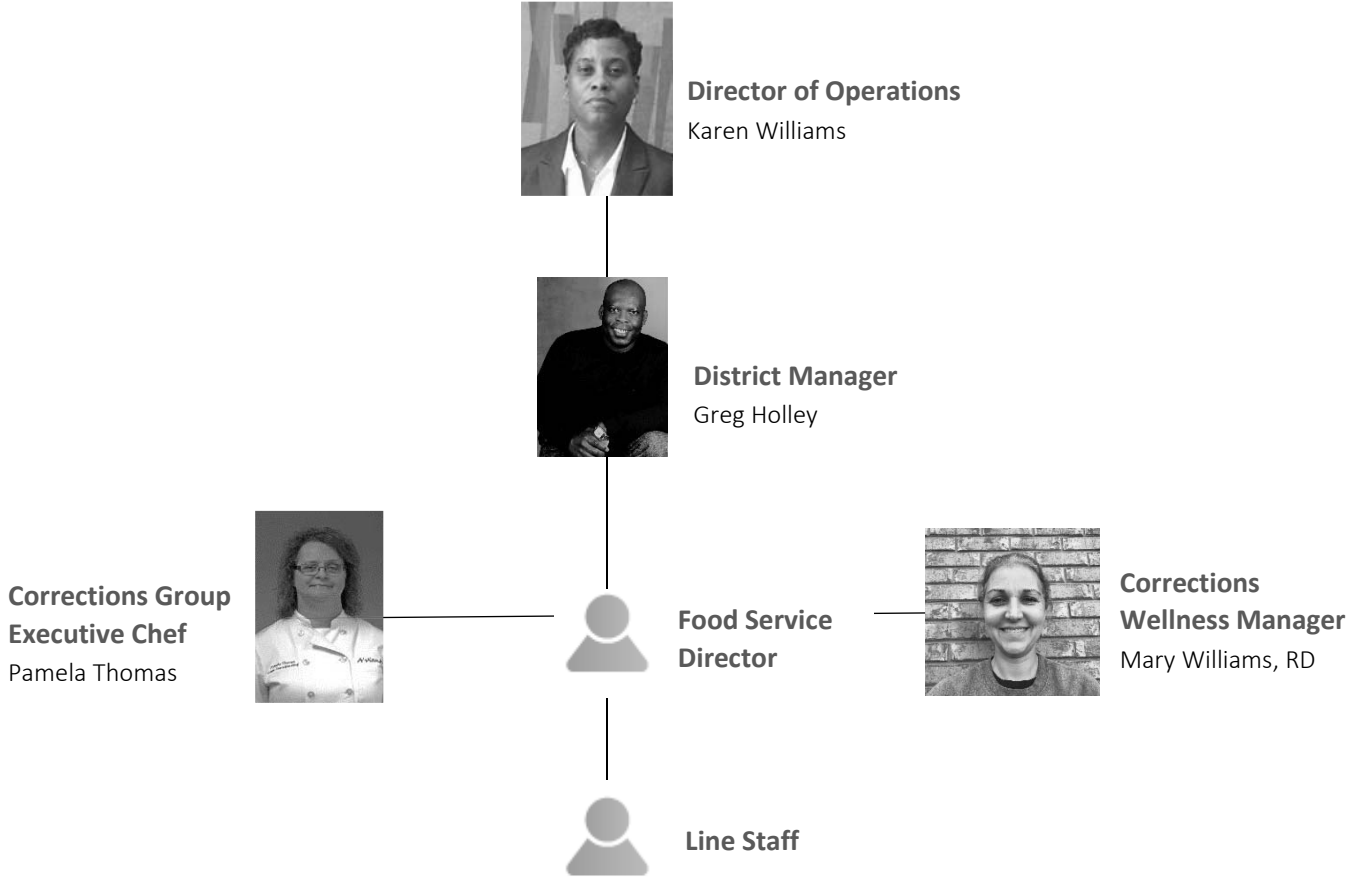 Director of Operations
Karen Williams
District Manager
Greg Holley
Corrections Group
Executive Chef
Pamela Thomas
Food Service
Director
Corrections
Wellness Manager
Mary Williams, RD
Line Staff